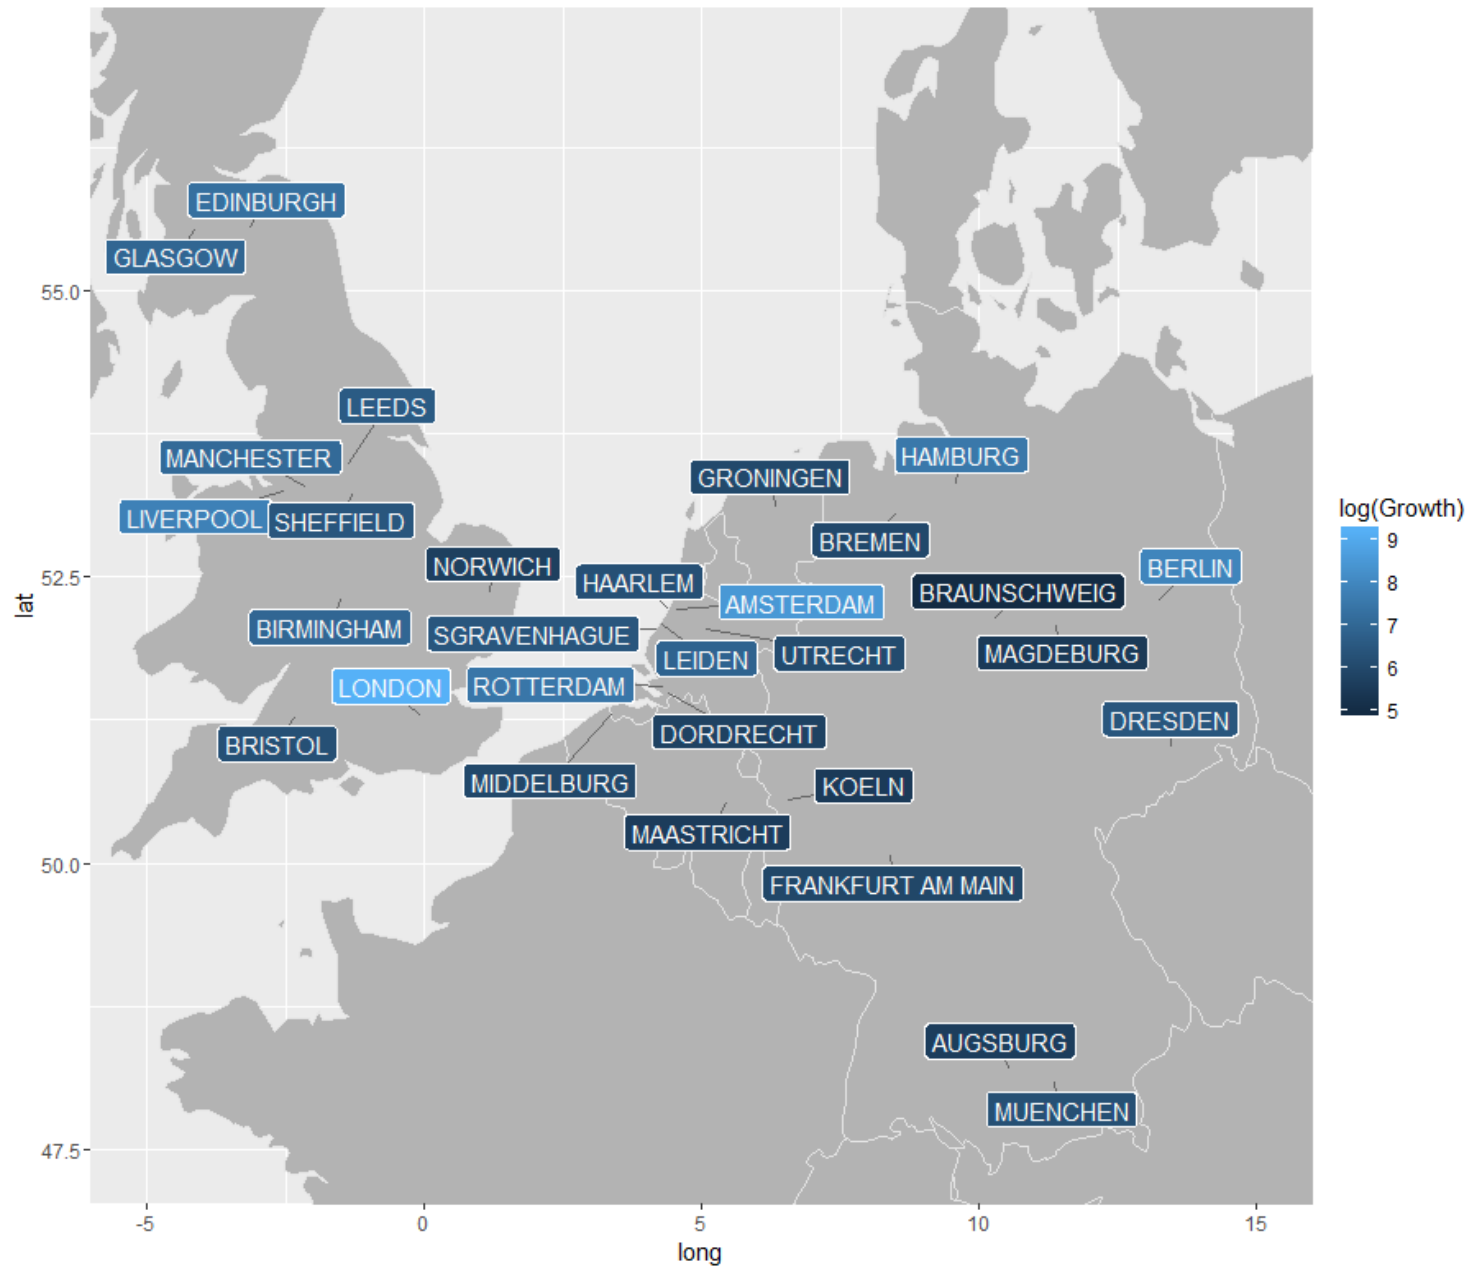 EDINBURGH
GLASGOW
55.0
LEEDS
MANCHESTER
HAMBURG
GRONINGEN
LIVERPOOL
SHEFFIELD
BREMEN
log(Growth)
9
8
7
6
5
NORWICH
BERLIN
52.5
HAARLEM
BRAUNSCHWEIG
AMSTERDAM
lat
BIRMINGHAM
SGRAVENHAGUE
LEIDEN
UTRECHT
MAGDEBURG
LONDON
ROTTERDAM
DRESDEN
DORDRECHT
BRISTOL
MIDDELBURG
KOELN
MAASTRICHT
50.0
FRANKFURT AM MAIN
AUGSBURG
MUENCHEN
47.5
-5
0
5
10
15
long